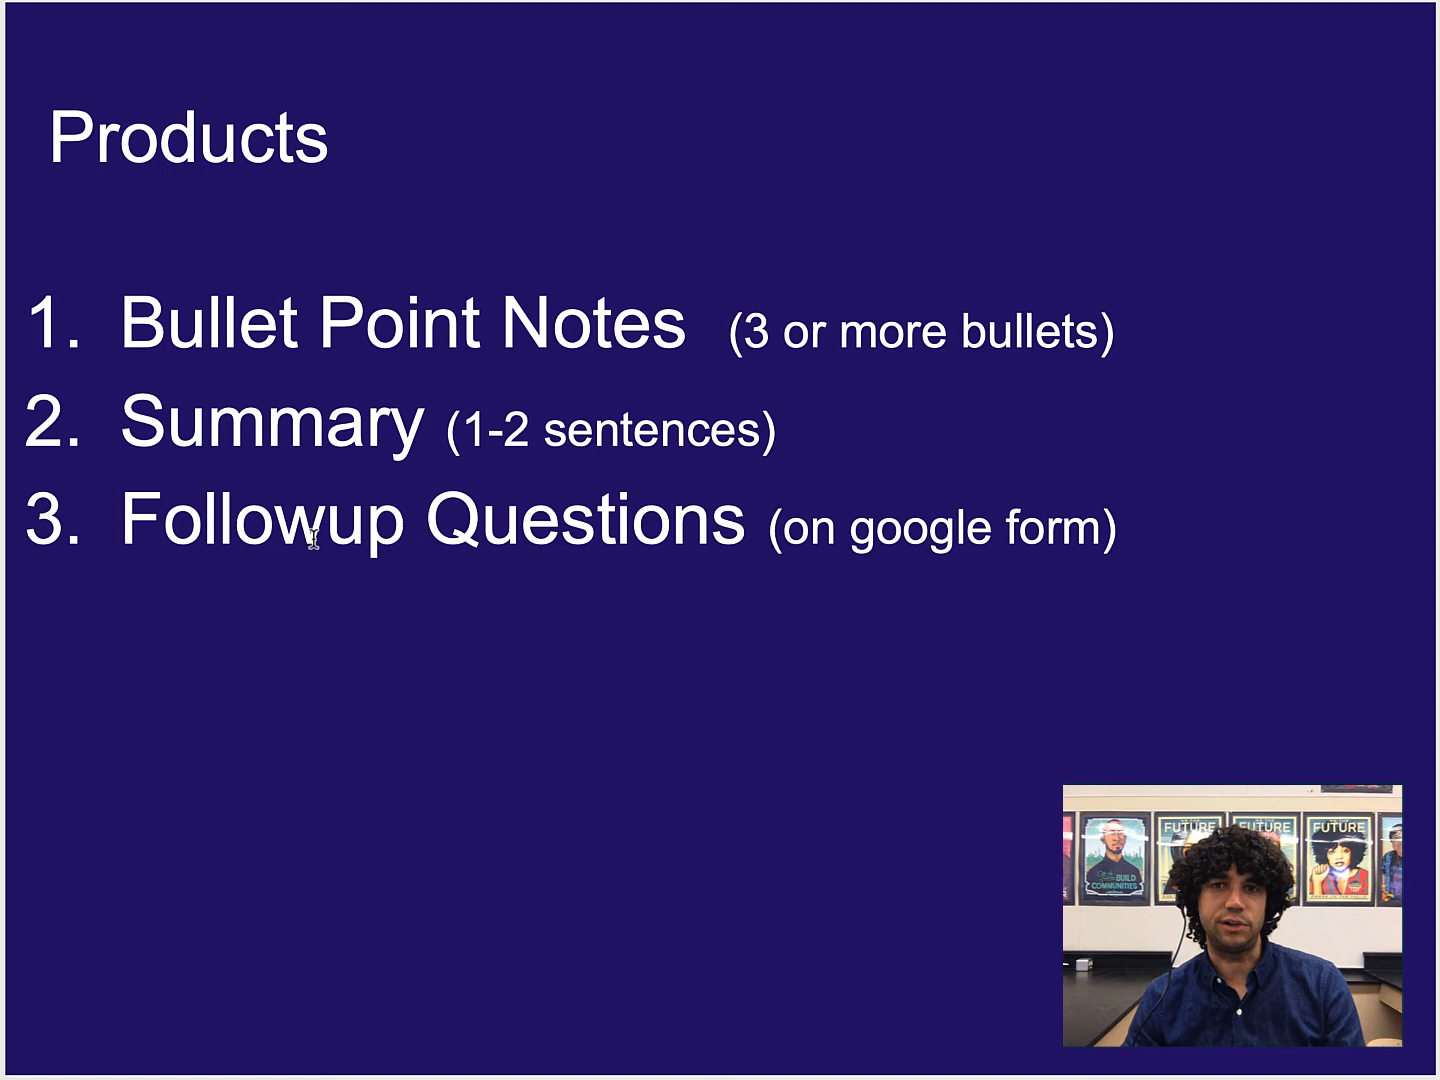 Products
1. Bullet Point Notes (3 or more bullets)
2. Summary (1-2 sentences)
3. Followup Questions (on google form)
FUTURE
FUTURE
FUTURE
BUILD
COMMUNITIES